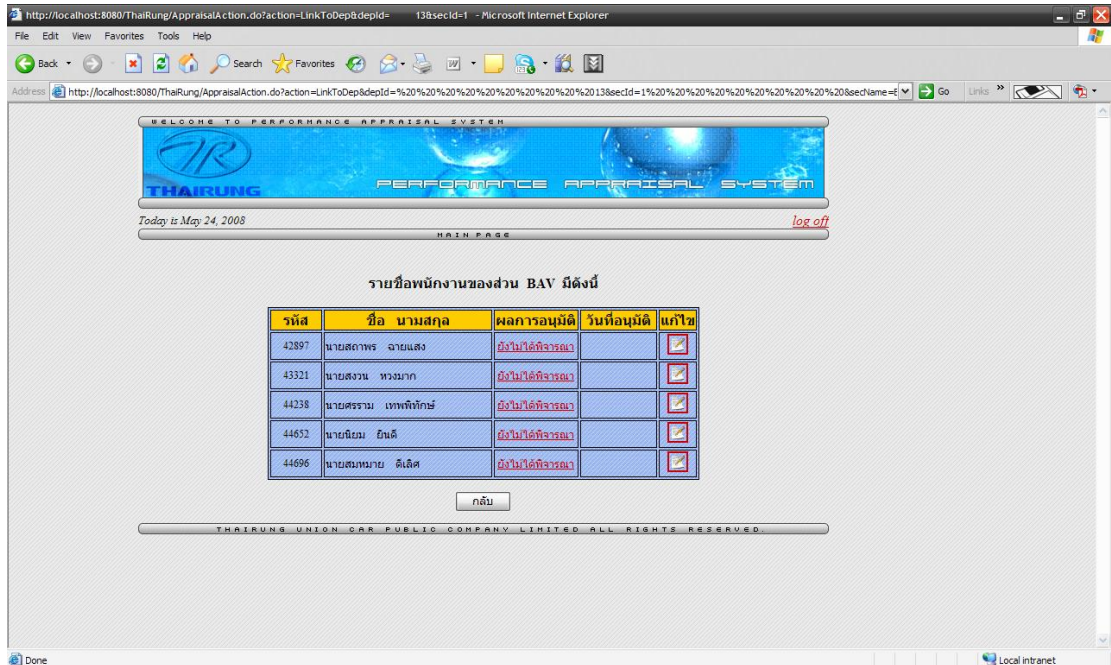 http://localhost:8080/ThaiRung/AppraisalAction.do?action=LinkToDep&depId= 13&secId=1 - Microsoft Internet Explorer
File Edit View Favorites Tools Help
Back Search Favorites
Address http://localhost:8080/ThaiRung/AppraisalAction.do?action=LinkToDep&depId=%20%20%20%20%20%20%20%20%20%2013&secId=1%20%20%20%20%20%20%20%20%20%20&secName=E Go Links
WELCOME TO PERFORMANCE APPRAISAL SYSTEM
TR
THAIRUNG
PERFORMANCE APPRAISAL SYSTEM
Today is May 24, 2008 log off
MAIN PAGE
รายชื่อพนักงานของส่วน BAV มีดังนี้
รหัส ชื่อ นามสกุล ผลการอนุมัติ วันที่อนุมัติ แก้ไข
42897 นายสถาพร ฉายแสง ยังไม่ได้พิจารณา
43321 นายสงวน หวงมาก ยังไม่ได้พิจารณา
44238 นายศรราม เทพพิทักษ์ ยังไม่ได้พิจารณา
44652 นายนิยม ยินดี ยังไม่ได้พิจารณา
44696 นายสมหมาย ดีเลิศ ยังไม่ได้พิจารณา
กลับ
THAIRUNG UNION CAR PUBLIC COMPANY LIMITED ALL RIGHTS RESERVED.
Done Local intranet